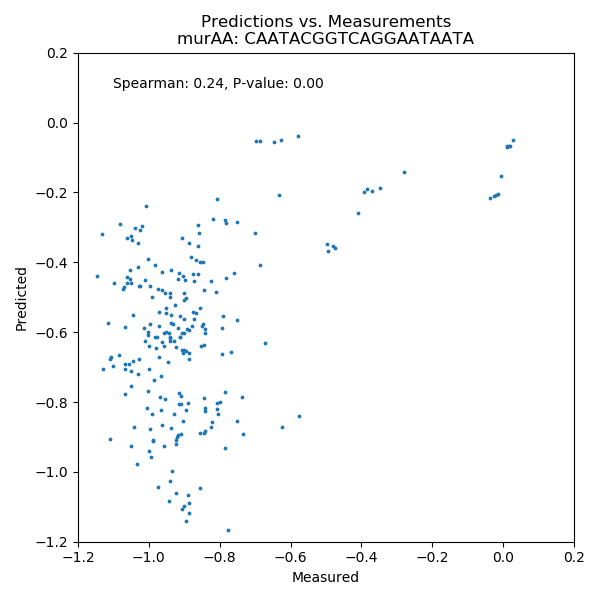 Predictions vs. Measurements
murAA: CAATACGGTCAGGAATAATA
Spearman: 0.24, P-value: 0.00
0.2
0.0
−0.2
−0.4
−0.6
−0.8
−1.0
−1.2
Predicted
−1.2 −1.0 −0.8 −0.6 −0.4 −0.2 0.0 0.2
Measured